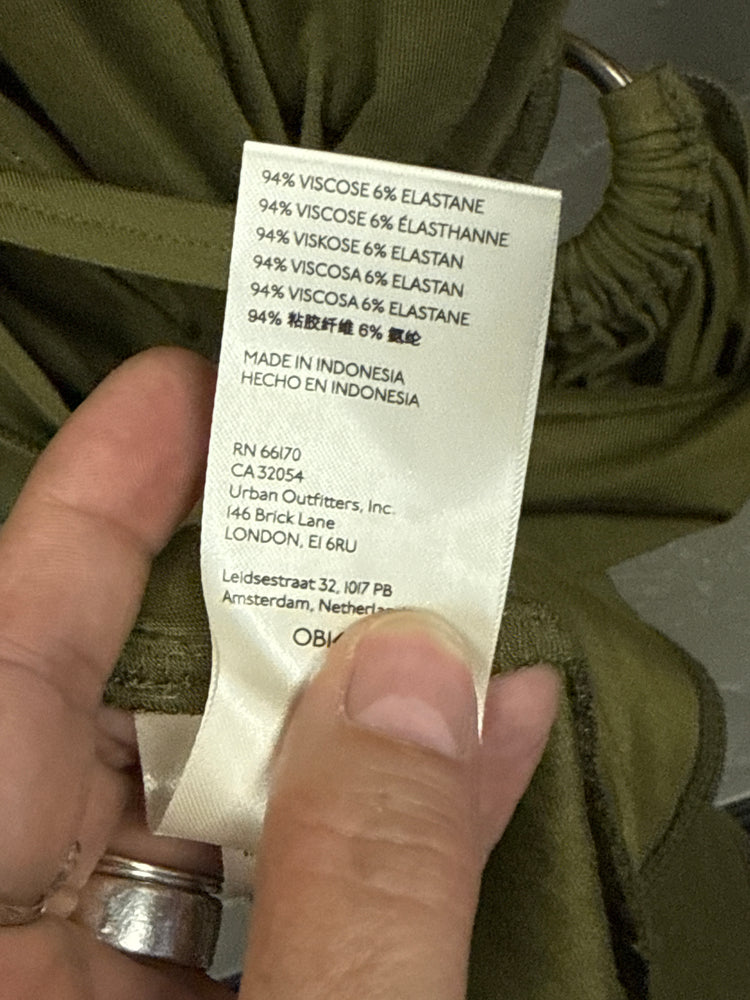 94% VISCOSE 6% ELASTANE
94% VISCOSE 6% ÉLASTHANNE
94% VISKOSE 6% ELASTAN
94% VISCOSA 6% ELASTAN
94% VISCOSA 6% ELASTANE
94% 粘胶纤维 6% 氨纶
MADE IN INDONESIA
HECHO EN INDONESIA
RN 66170
CA 32054
Urban Outfitters, Inc.
146 Brick Lane
LONDON, E1 6RU
Leidsestraat 32, 1017 PB
Amsterdam,